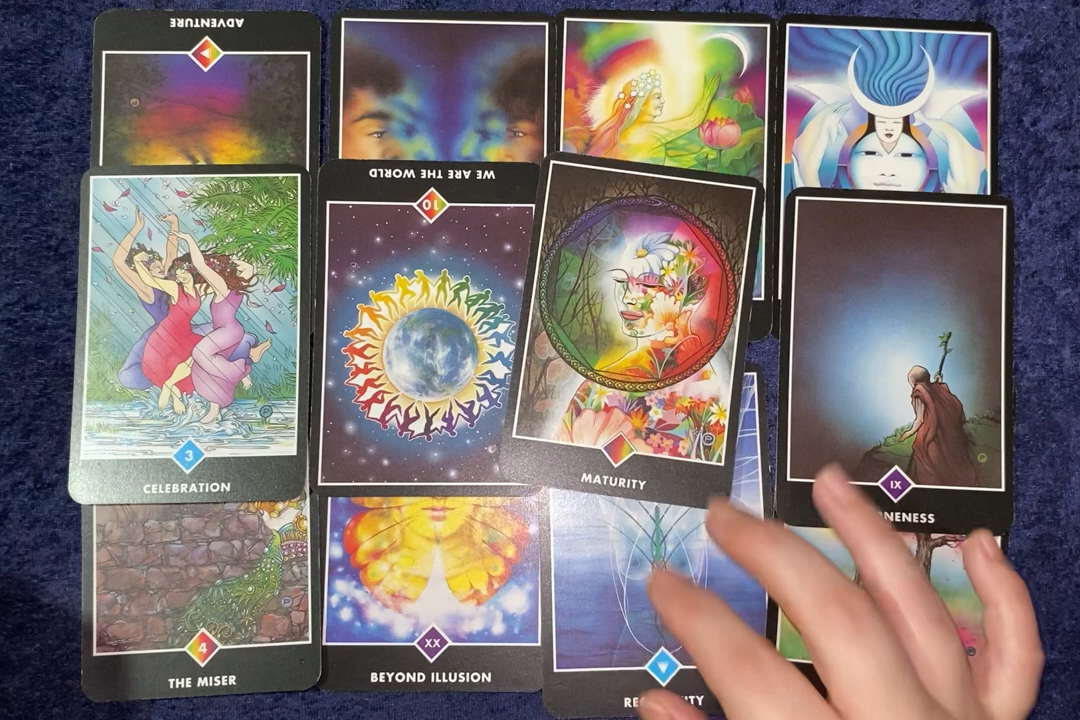 ADVENTURE
WE ARE THE WORLD
10
3
CELEBRATION
MATURITY
IX
4
THE MISER
XX
BEYOND ILLUSION